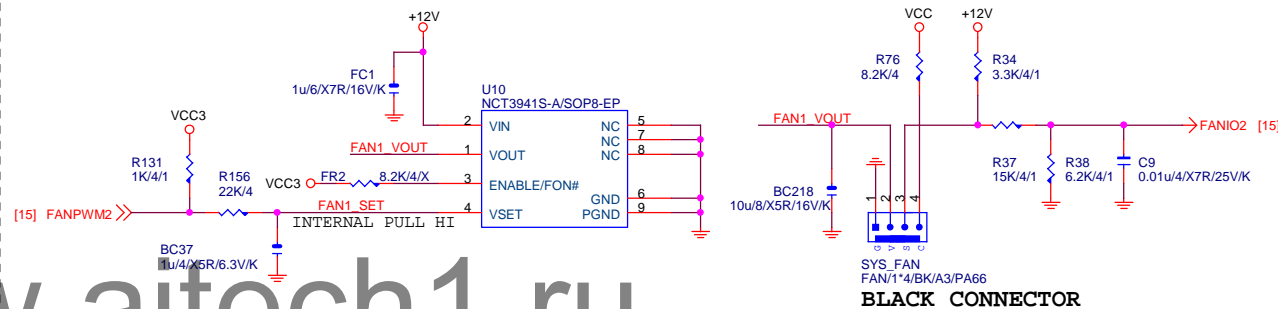 +12V
FC1
1u/6/X7R/16V/K
U10
NCT3941S-A/SOP8-EP
2 VIN
1 VOUT
3 ENABLE/FON#
4 VSET
NC 5
NC 7
NC 8
GND 6
PGND 9
FAN1_VOUT
VCC3
FR2 8.2K/4/X
FAN1_SET
INTERNAL PULL HI
VCC3
R131
1K/4/1
R156
22K/4
[15] FANPWM2
BC37
1u/4/X5R/6.3V/K
VCC
+12V
R76
8.2K/4
R34
3.3K/4/1
FAN1_VOUT
FANIO2 [15]
R37
15K/4/1
R38
6.2K/4/1
C9
0.01u/4/X7R/25V/K
BC218
10u/8/X5R/16V/K
1 2 3 4
G V S C
SYS_FAN
FAN/1*4/BK/A3/PA66
BLACK CONNECTOR